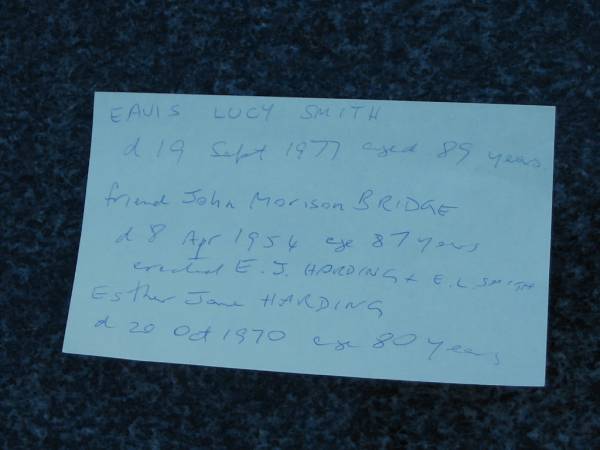 EAVIS LUCY SMITH
d 19 Sept 1977 aged 89 years
friend John Morison BRIDGE
d 8 Apr 1954 age 87 years
erected E. J. HARDING + E. L. SMITH
Esther Jane HARDING
d 20 Oct 1970 age 80 years